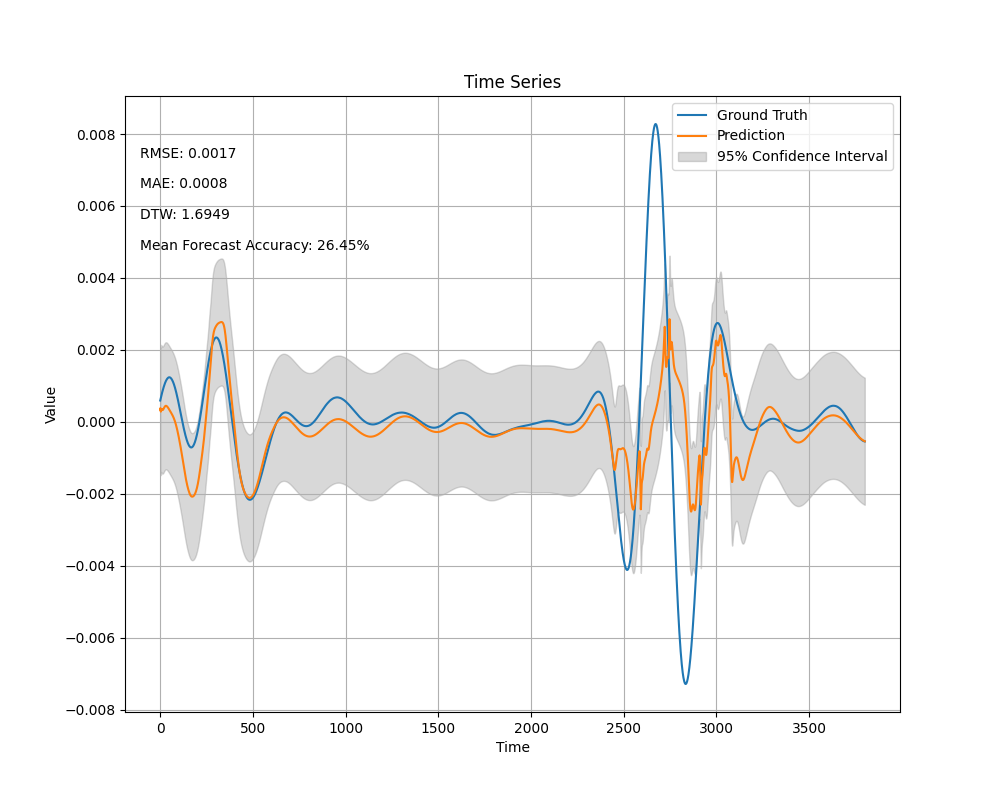 Time Series
Ground Truth
Prediction
95% Confidence Interval
RMSE: 0.0017
MAE: 0.0008
DTW: 1.6949
Mean Forecast Accuracy: 26.45%
Value
0.008
0.006
0.004
0.002
0.000
−0.002
−0.004
−0.006
−0.008
0 500 1000 1500 2000 2500 3000 3500
Time